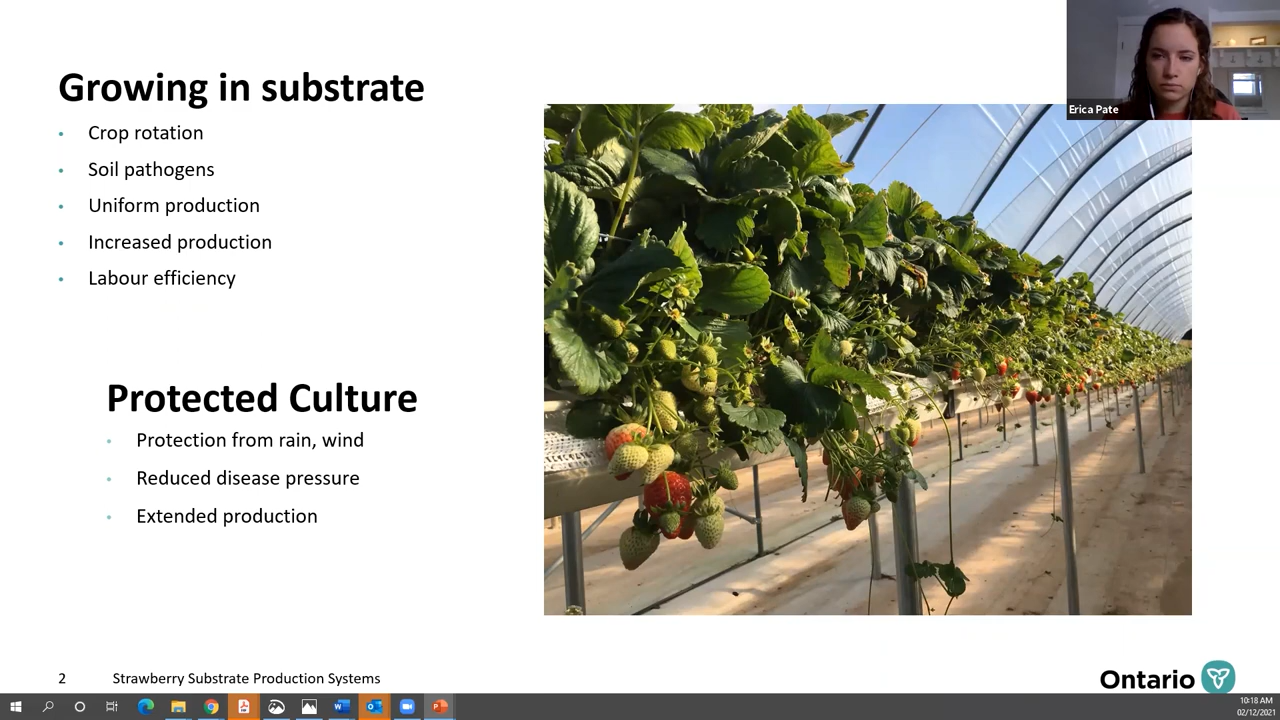 Growing in substrate
Crop rotation
Soil pathogens
Uniform production
Increased production
Labour efficiency
Erica Pate
Protected Culture
Protection from rain, wind
Reduced disease pressure
Extended production
2 Strawberry Substrate Production Systems
Ontario
10:18 AM
02/12/2021